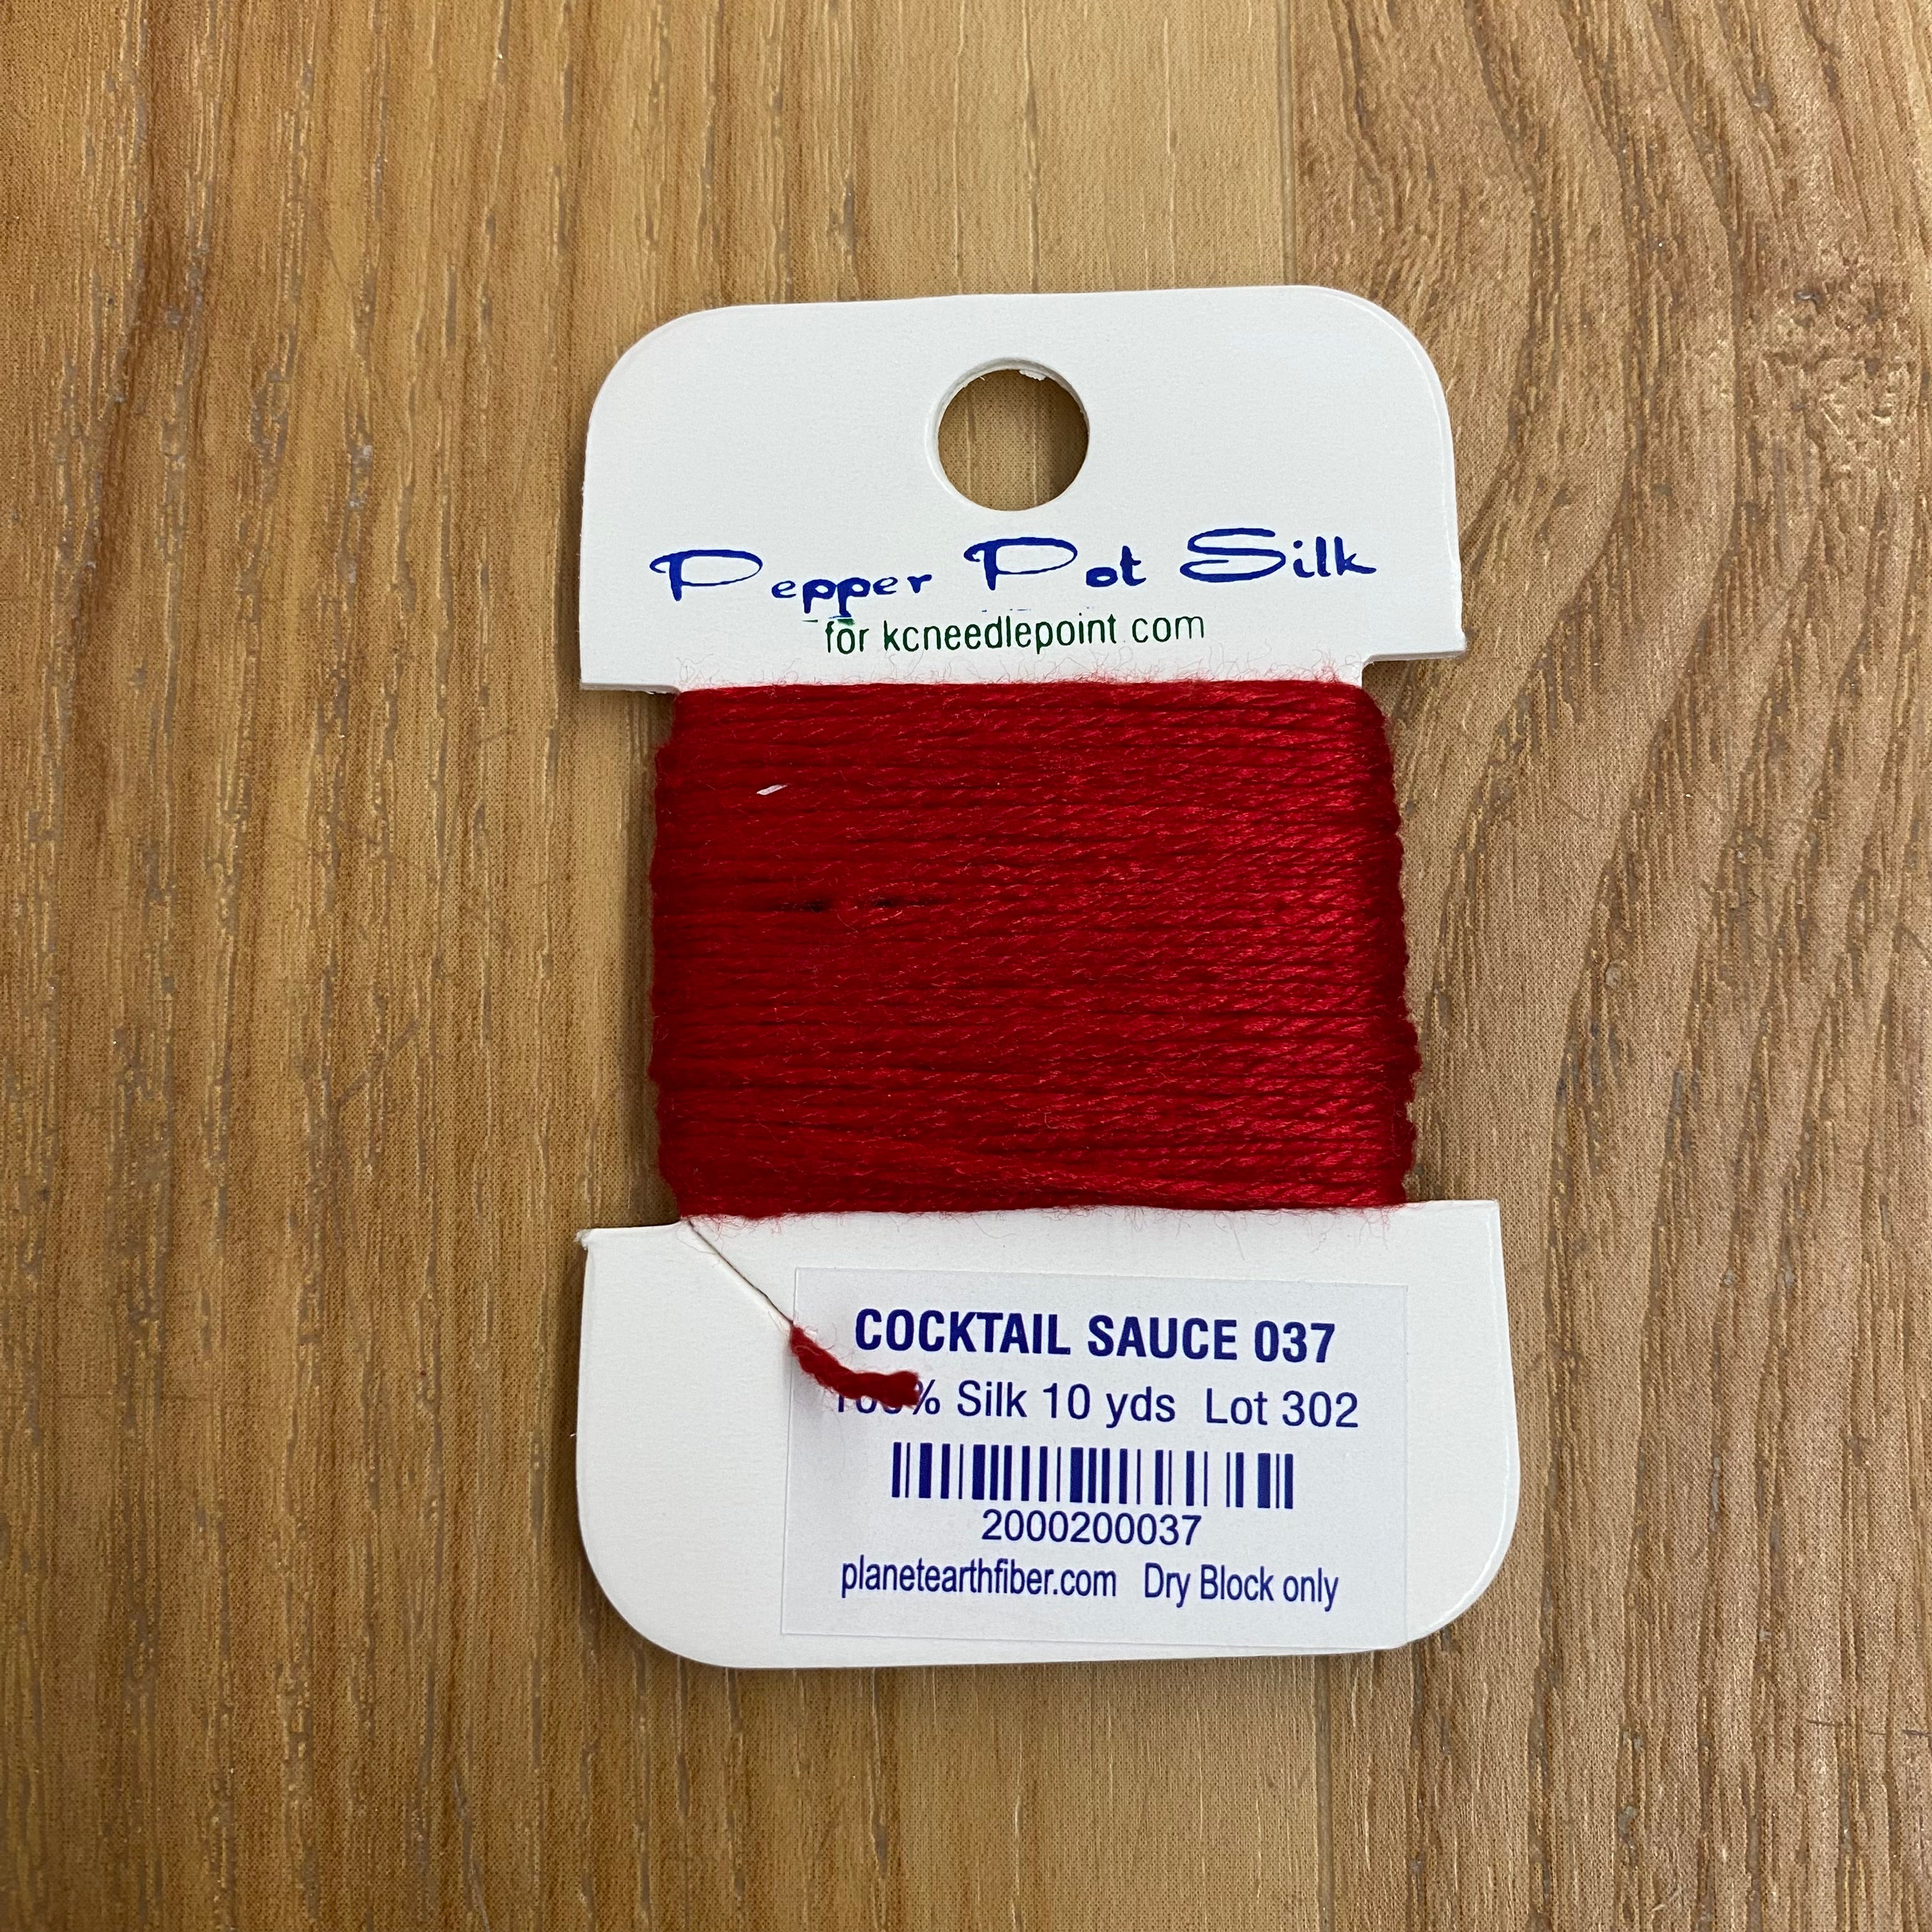 Pepper Pot Silk
for kcneedlepoint.com
COCKTAIL SAUCE 037
100% Silk 10 yds Lot 302
2000200037
planetearthfiber.com Dry Block only